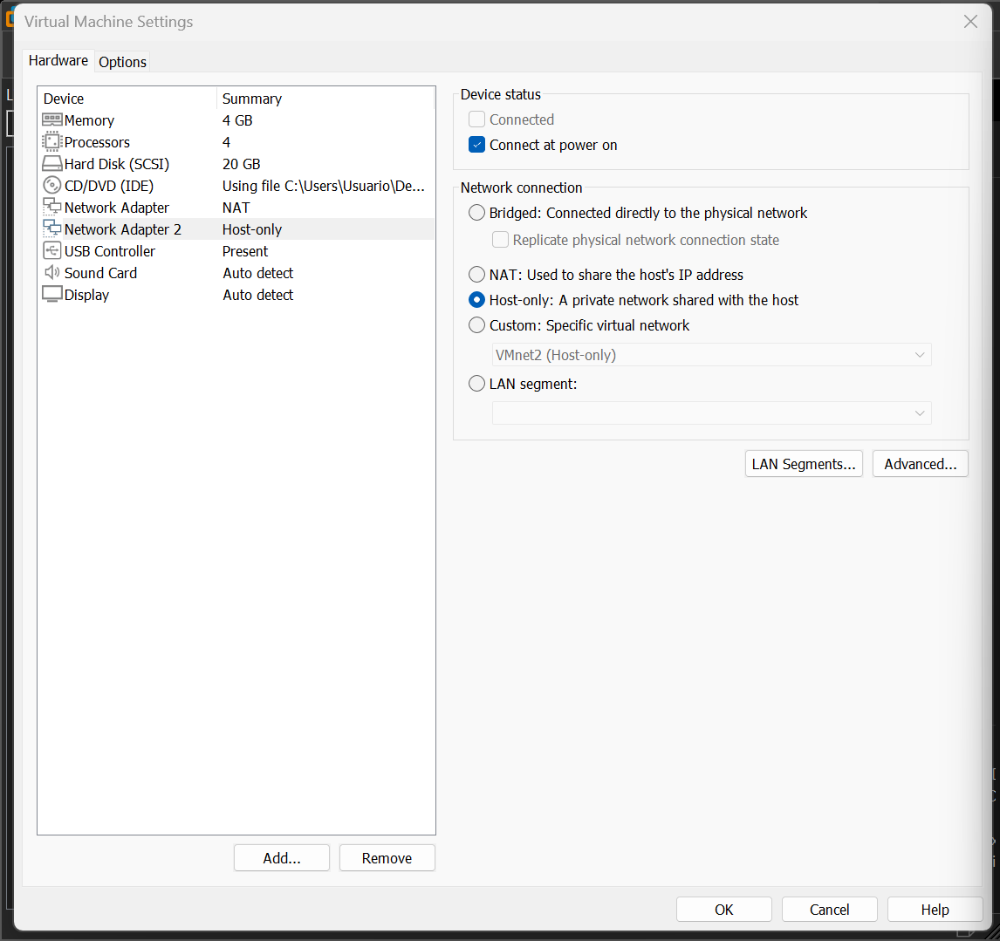 Virtual Machine Settings
Hardware Options
Device Summary
Memory 4 GB
Processors 4
Hard Disk (SCSI) 20 GB
CD/DVD (IDE) Using file C:\Users\Usuario\De...
Network Adapter NAT
Network Adapter 2 Host-only
USB Controller Present
Sound Card Auto detect
Display Auto detect
Add... Remove
Device status
Connected
Connect at power on
Network connection
Bridged: Connected directly to the physical network
Replicate physical network connection state
NAT: Used to share the host's IP address
Host-only: A private network shared with the host
Custom: Specific virtual network
VMnet2 (Host-only)
LAN segment:
LAN Segments... Advanced...
OK Cancel Help